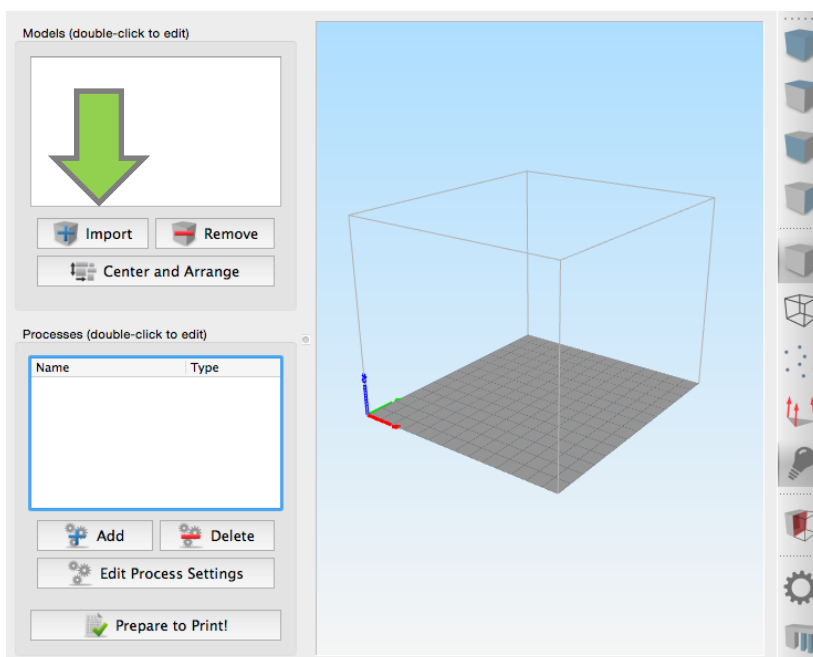 Models (double-click to edit)
Import
Remove
Center and Arrange
Processes (double-click to edit)
Name
Type
Add
Delete
Edit Process Settings
Prepare to Print!